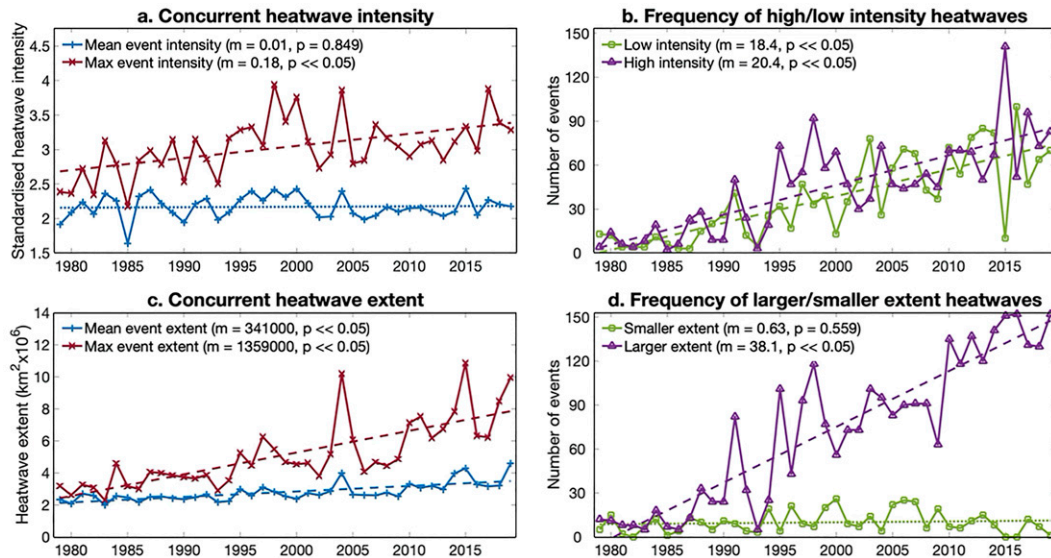 a. Concurrent heatwave intensity
Standardised heatwave intensity
4.5
4
3.5
3
2.5
2
1.5
Mean event intensity (m = 0.01, p = 0.849)
Max event intensity (m = 0.18, p << 0.05)
1980 1985 1990 1995 2000 2005 2010 2015
b. Frequency of high/low intensity heatwaves
Number of events
150
120
90
60
30
0
Low intensity (m = 18.4, p << 0.05)
High intensity (m = 20.4, p << 0.05)
1980 1985 1990 1995 2000 2005 2010 2015
c. Concurrent heatwave extent
Heatwave extent (km²x10⁶)
14
12
10
8
6
4
2
0
Mean event extent (m = 341000, p << 0.05)
Max event extent (m = 1359000, p << 0.05)
1980 1985 1990 1995 2000 2005 2010 2015
d. Frequency of larger/smaller extent heatwaves
Number of events
150
120
90
60
30
0
Smaller extent (m = 0.63, p = 0.559)
Larger extent (m = 38.1, p << 0.05)
1980 1985 1990 1995 2000 2005 2010 2015